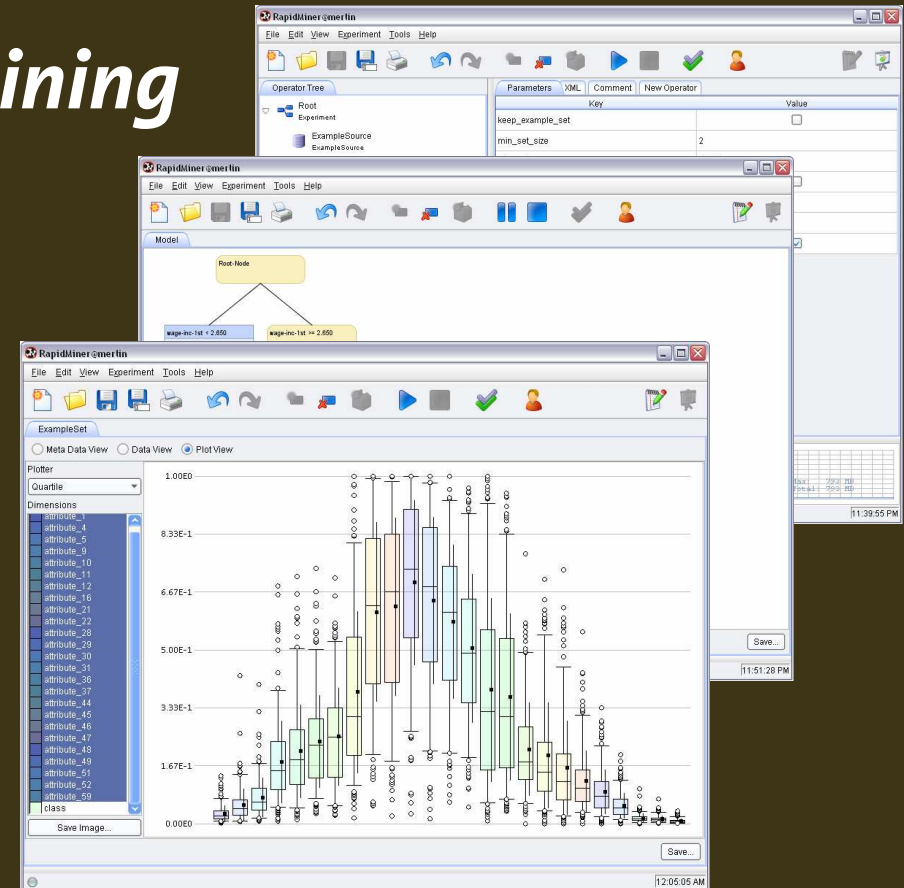 ining
RapidMiner@merlin
File Edit View Experiment Tools Help
Operator Tree
Root
Experiment
ExampleSource
ExampleSource
Parameters XML Comment New Operator
Key Value
keep_example_set
min_set_size 2
11:39:55 PM
RapidMiner@merlin
File Edit View Experiment Tools Help
Model
Root-Node
wage-inc-1st < 2.650
wage-inc-1st >= 2.650
Save...
11:51:28 PM
RapidMiner@merlin
File Edit View Experiment Tools Help
ExampleSet
Meta Data View Data View Plot View
Plotter
Quartile
Dimensions
attribute_1
attribute_4
attribute_5
attribute_9
attribute_10
attribute_11
attribute_12
attribute_16
attribute_21
attribute_22
attribute_28
attribute_29
attribute_30
attribute_31
attribute_36
attribute_37
attribute_44
attribute_45
attribute_46
attribute_47
attribute_48
attribute_49
attribute_51
attribute_52
attribute_59
class
Save Image...
1.00E0
8.33E-1
6.67E-1
5.00E-1
3.33E-1
1.67E-1
0.00E0
Save...
12:05:05 AM